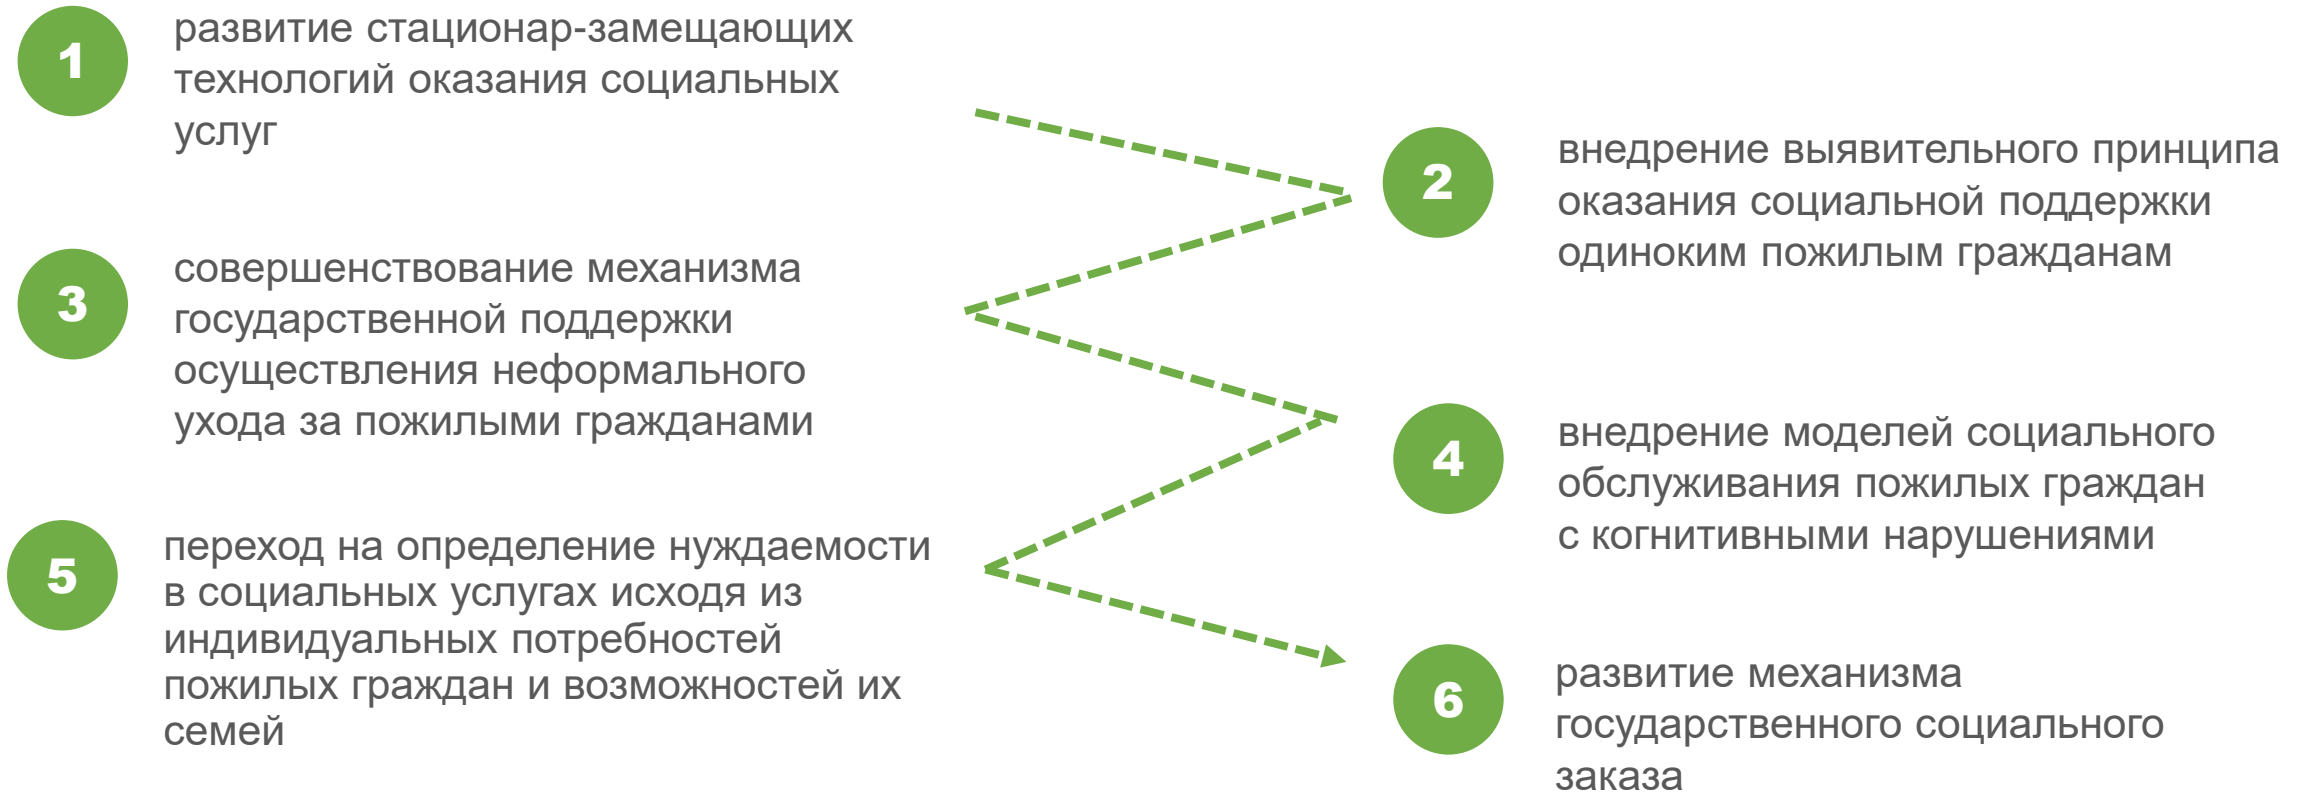 1
развитие стационар-замещающих
технологий оказания социальных
услуг
2
внедрение выявительного принципа
оказания социальной поддержки
одиноким пожилым гражданам
3
совершенствование механизма
государственной поддержки
осуществления неформального
ухода за пожилыми гражданами
4
внедрение моделей социального
обслуживания пожилых граждан
с когнитивными нарушениями
5
переход на определение нуждаемости
в социальных услугах исходя из
индивидуальных потребностей
пожилых граждан и возможностей их
семей
6
развитие механизма
государственного социального
заказа